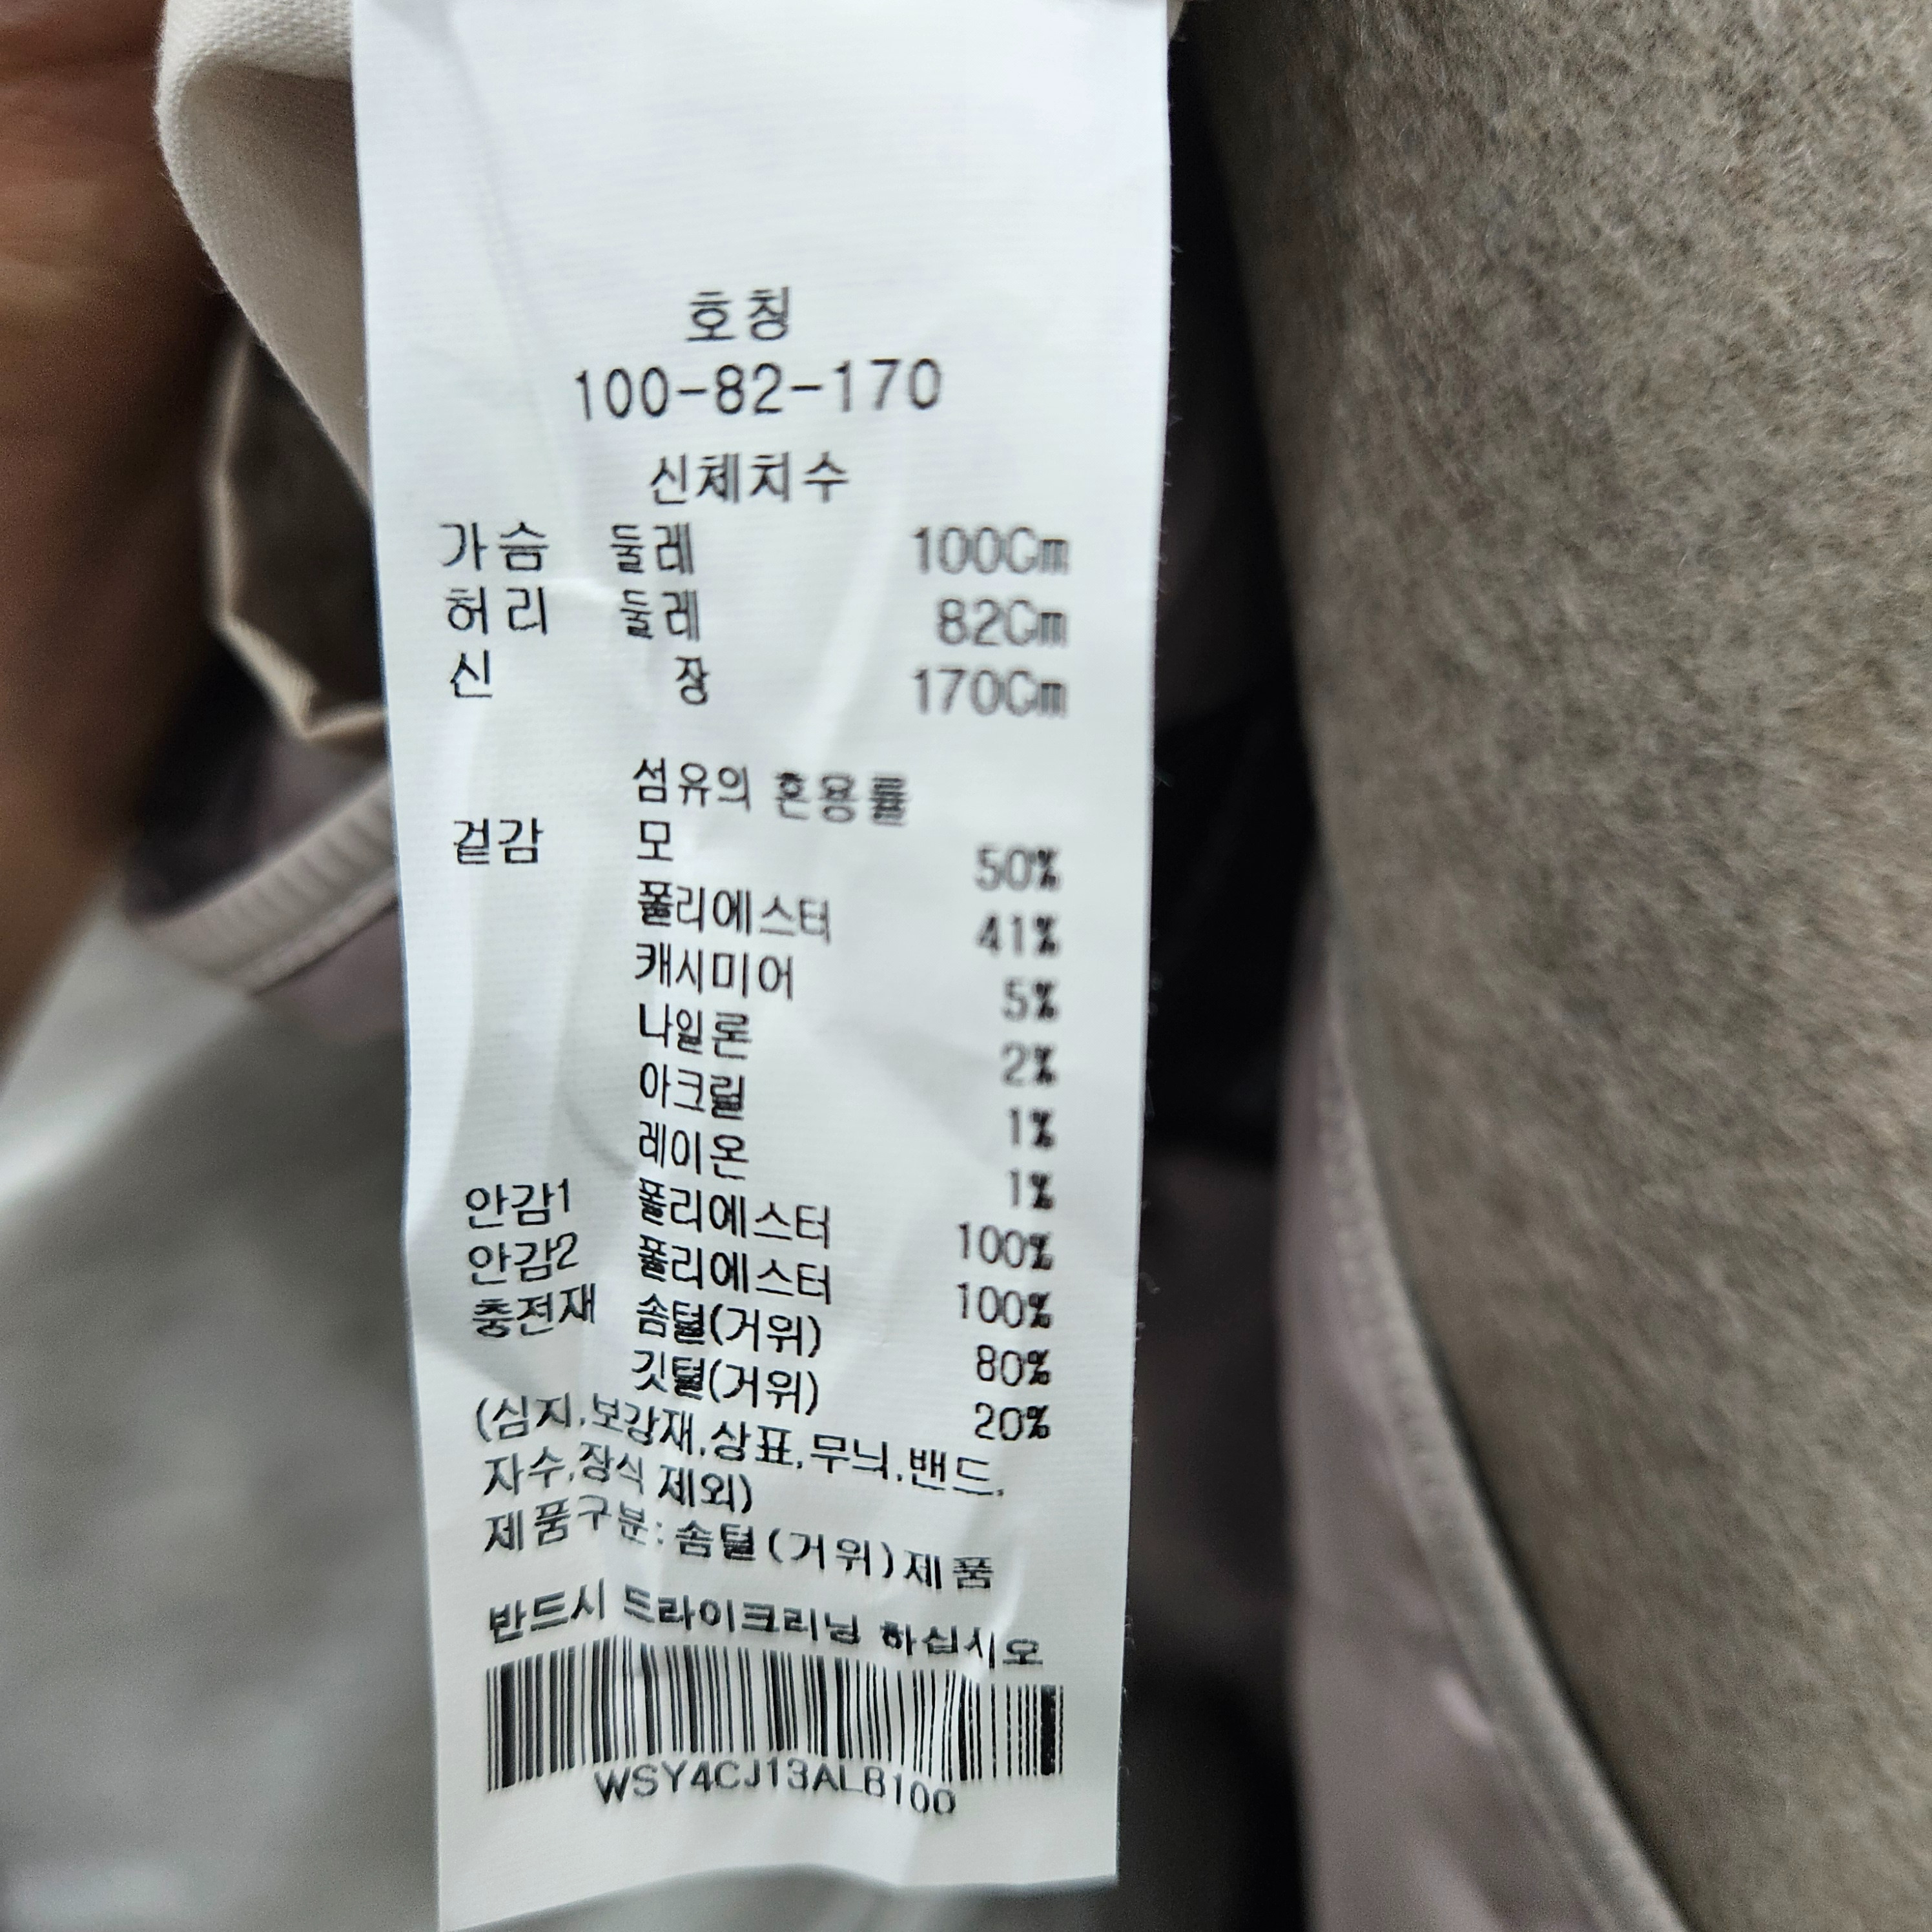 호칭
100-82-170
신체치수
가슴 둘레 100Cm
허리 둘레 82Cm
신 장 170Cm
섬유의 혼용률
겉감 모 50%
폴리에스터 41%
캐시미어 5%
나일론 2%
아크릴 1%
레이온 1%
안감1 폴리에스터 100%
안감2 폴리에스터 100%
충전재 솜털(거위) 80%
깃털(거위) 20%
(심지,보강재,상표,무늬,밴드,
자수,장식 제외)
제품구분:솜털(거위)제품
반드시 드라이크리닝 하십시오
WSY4CJ13ALB100